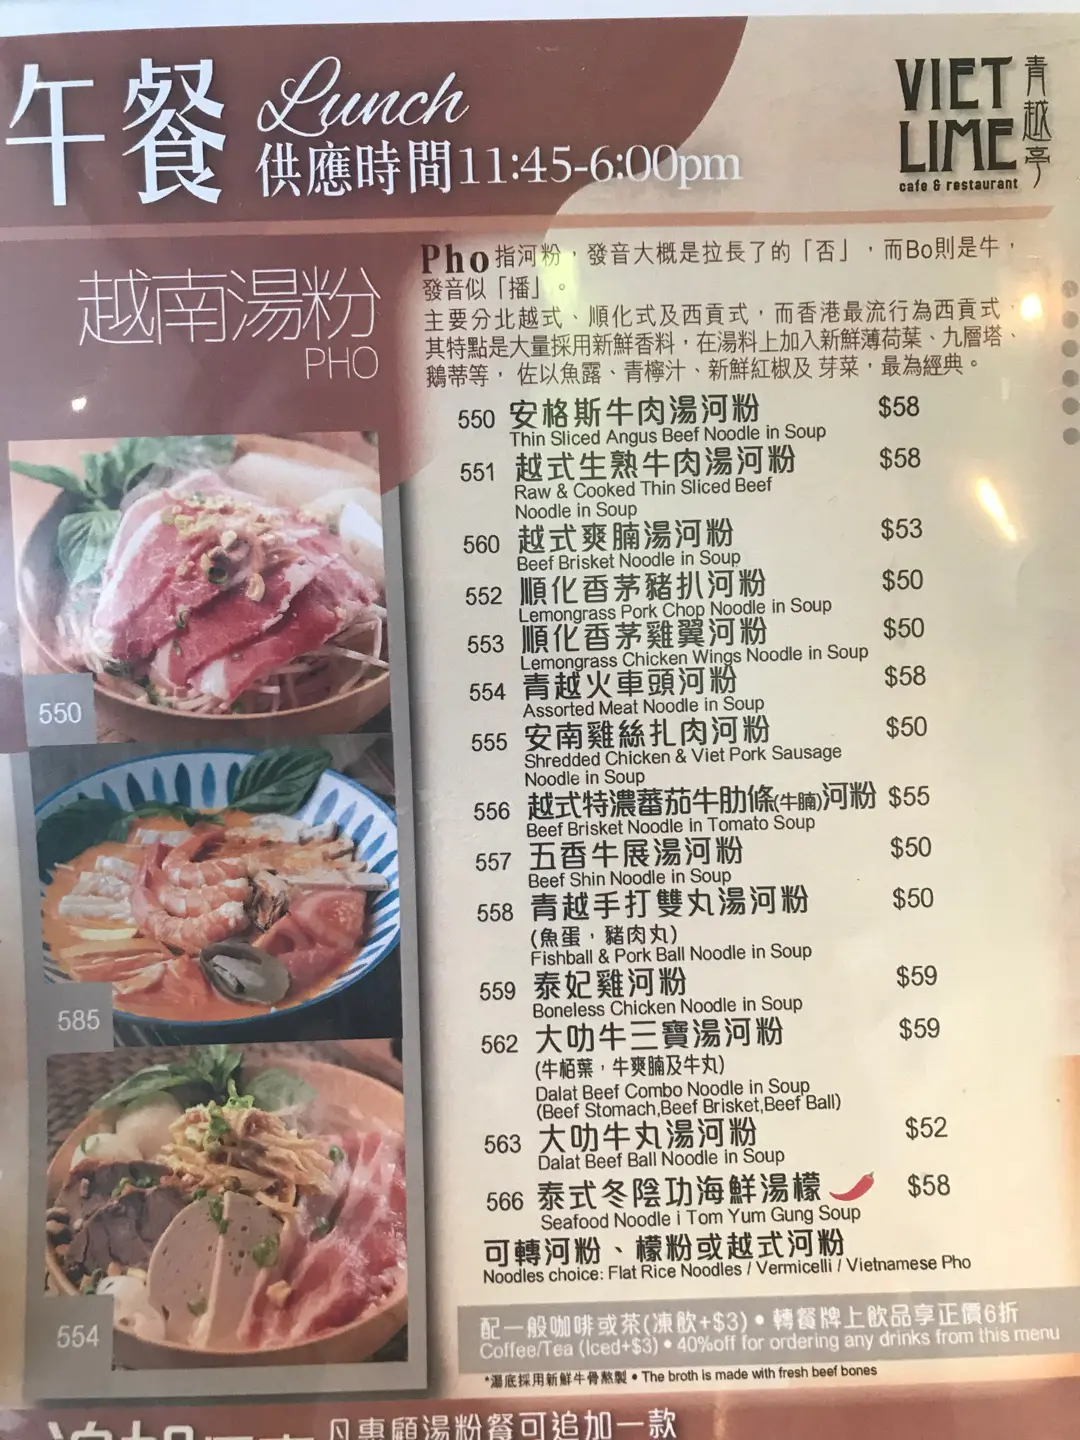 午餐 Lunch
供應時間11:45-6:00pm
VIET LIME 青越亭
cafe & restaurant
越南湯粉
PHO
Pho指河粉，發音大概是拉長了的「否」，而Bo則是牛，
發音似「播」。
主要分北越式、順化式及西貢式，而香港最流行為西貢式，
其特點是大量採用新鮮香料，在湯料上加入新鮮薄荷葉、九層塔、
鵝蒂等，佐以魚露、青檸汁、新鮮紅椒及 芽菜，最為經典。
550 安格斯牛肉湯河粉 $58
Thin Sliced Angus Beef Noodle in Soup
551 越式生熟牛肉湯河粉 $58
Raw & Cooked Thin Sliced Beef
Noodle in Soup
560 越式爽腩湯河粉 $53
Beef Brisket Noodle in Soup
552 順化香茅豬扒河粉 $50
Lemongrass Pork Chop Noodle in Soup
553 順化香茅雞翼河粉 $50
Lemongrass Chicken Wings Noodle in Soup
554 青越火車頭河粉 $58
Assorted Meat Noodle in Soup
555 安南雞絲扎肉河粉 $50
Shredded Chicken & Viet Pork Sausage
Noodle in Soup
556 越式特濃蕃茄牛肋條(牛腩)河粉 $55
Beef Brisket Noodle in Tomato Soup
557 五香牛展湯河粉 $50
Beef Shin Noodle in Soup
558 青越手打雙丸湯河粉 $50
(魚蛋，豬肉丸)
Fishball & Pork Ball Noodle in Soup
559 泰妃雞河粉 $59
Boneless Chicken Noodle in Soup
562 大叻牛三寶湯河粉 $59
(牛栢葉，牛爽腩及牛丸)
Dalat Beef Combo Noodle in Soup
(Beef Stomach,Beef Brisket,Beef Ball)
563 大叻牛丸湯河粉 $52
Dalat Beef Ball Noodle in Soup
566 泰式冬陰功海鮮湯檬 $58
Seafood Noodle i Tom Yum Gung Soup
可轉河粉、檬粉或越式河粉
Noodles choice: Flat Rice Noodles / Vermicelli / Vietnamese Pho
配一般咖啡或茶(凍飲+$3) • 轉餐牌上飲品享正價6折
Coffee/Tea (Iced+$3) • 40%off for ordering any drinks from this menu
*湯底採用新鮮牛骨熬製 • The broth is made with fresh beef bones
550
585
554
凡惠顧湯粉餐可追加一款